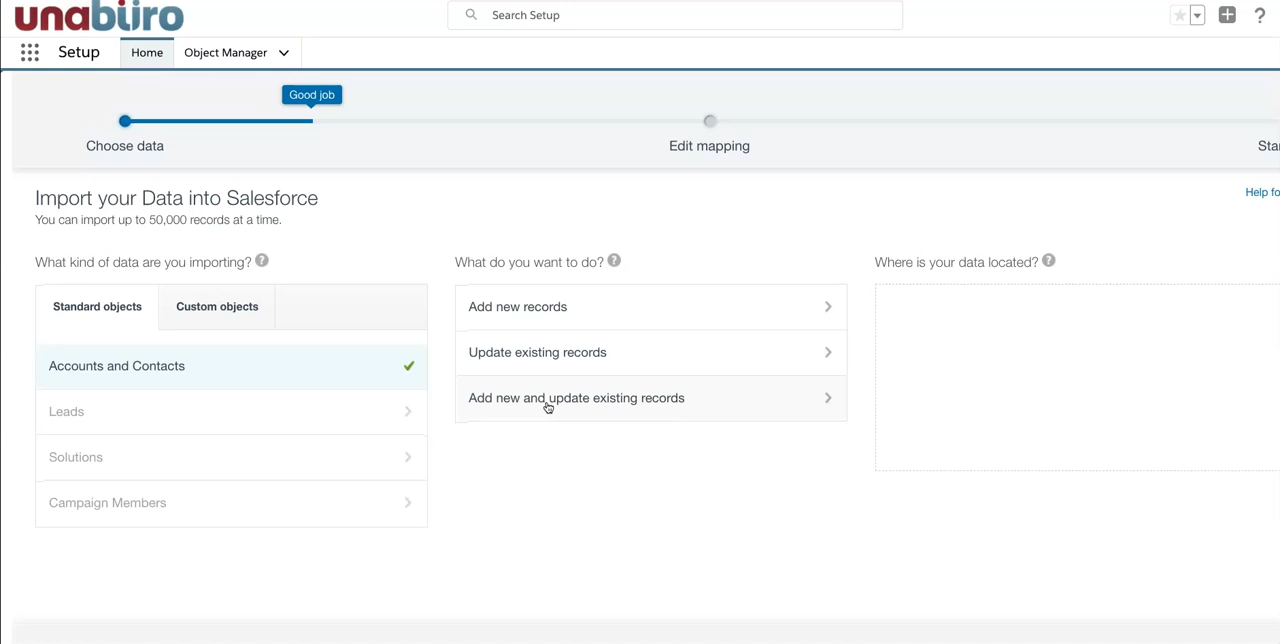 unabüro
Search Setup
Setup
Home
Object Manager
Good job
Choose data
Edit mapping
Sta
Import your Data into Salesforce
You can import up to 50,000 records at a time.
Help fo
What kind of data are you importing? ?
What do you want to do? ?
Where is your data located? ?
Standard objects
Custom objects
Add new records
Update existing records
Accounts and Contacts
Add new and update existing records
Leads
Solutions
Campaign Members